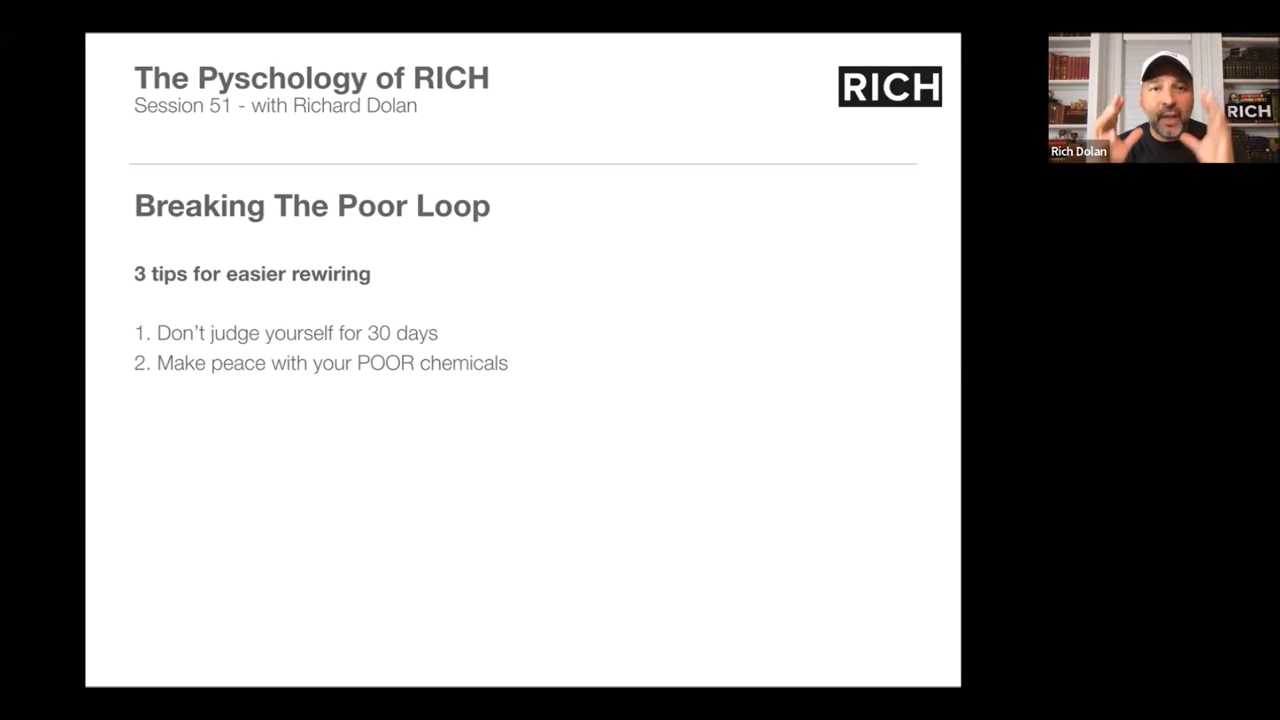 The Pyschology of RICH
Session 51 - with Richard Dolan
RICH
Breaking The Poor Loop
3 tips for easier rewiring
1. Don't judge yourself for 30 days
2. Make peace with your POOR chemicals
RICH
Rich Dolan